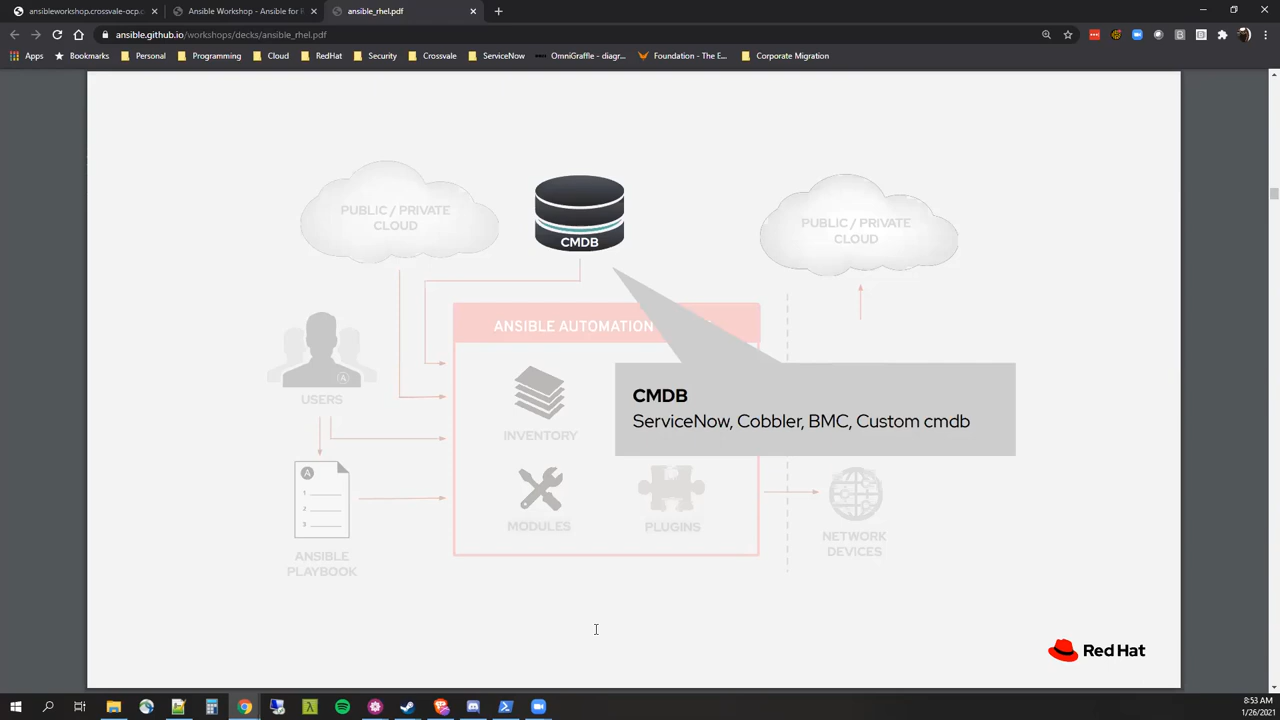 ansibleworkshop.crossvale-ocp.c
Ansible Workshop - Ansible for R
ansible_rhel.pdf
ansible.github.io/workshops/decks/ansible_rhel.pdf
Apps
Bookmarks
Personal
Programming
Cloud
RedHat
Security
Crossvale
ServiceNow
OmniGraffle - diagr...
Foundation - The E...
Corporate Migration
PUBLIC / PRIVATE
CLOUD
CMDB
PUBLIC / PRIVATE
CLOUD
ANSIBLE AUTOMATION
USERS
CMDB
ServiceNow, Cobbler, BMC, Custom cmdb
INVENTORY
A
1
2
3
MODULES
PLUGINS
NETWORK
DEVICES
ANSIBLE
PLAYBOOK
Red Hat
8:53 AM
1/26/2021